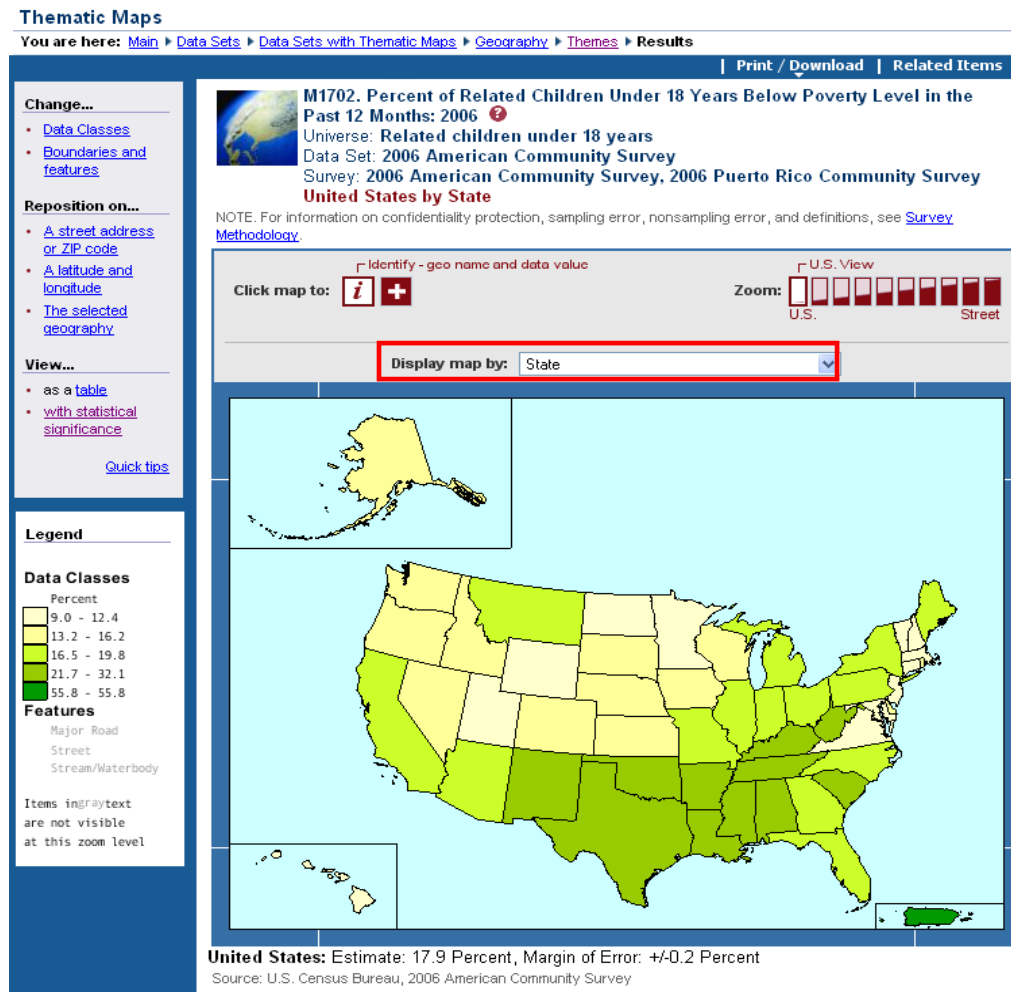 Thematic Maps
You are here: Main ▶ Data Sets ▶ Data Sets with Thematic Maps ▶ Geography ▶ Themes ▶ Results
| Print / Download | Related Items
Change...
• Data Classes
• Boundaries and
features
Reposition on...
• A street address
or ZIP code
• A latitude and
longitude
• The selected
geography
View...
• as a table
• with statistical
significance
Quick tips
Legend
Data Classes
Percent
9.0 - 12.4
13.2 - 16.2
16.5 - 19.8
21.7 - 32.1
55.8 - 55.8
Features
Major Road
Street
Stream/Waterbody
Items in gray text
are not visible
at this zoom level
M1702. Percent of Related Children Under 18 Years Below Poverty Level in the
Past 12 Months: 2006 ?
Universe: Related children under 18 years
Data Set: 2006 American Community Survey
Survey: 2006 American Community Survey, 2006 Puerto Rico Community Survey
United States by State
NOTE. For information on confidentiality protection, sampling error, nonsampling error, and definitions, see Survey
Methodology.
Identify - geo name and data value
U.S. View
Click map to: i +
Zoom:
U.S. Street
Display map by: State
United States: Estimate: 17.9 Percent, Margin of Error: +/-0.2 Percent
Source: U.S. Census Bureau, 2006 American Community Survey